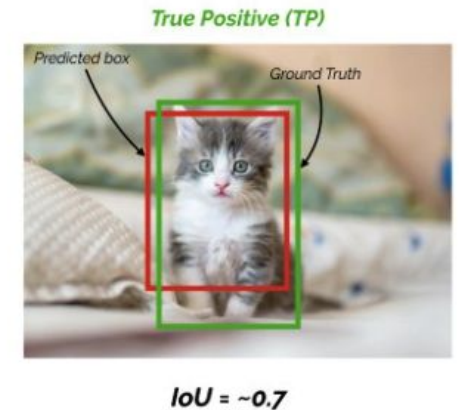 True Positive (TP)
Predicted box
Ground Truth
IoU = ~0.7